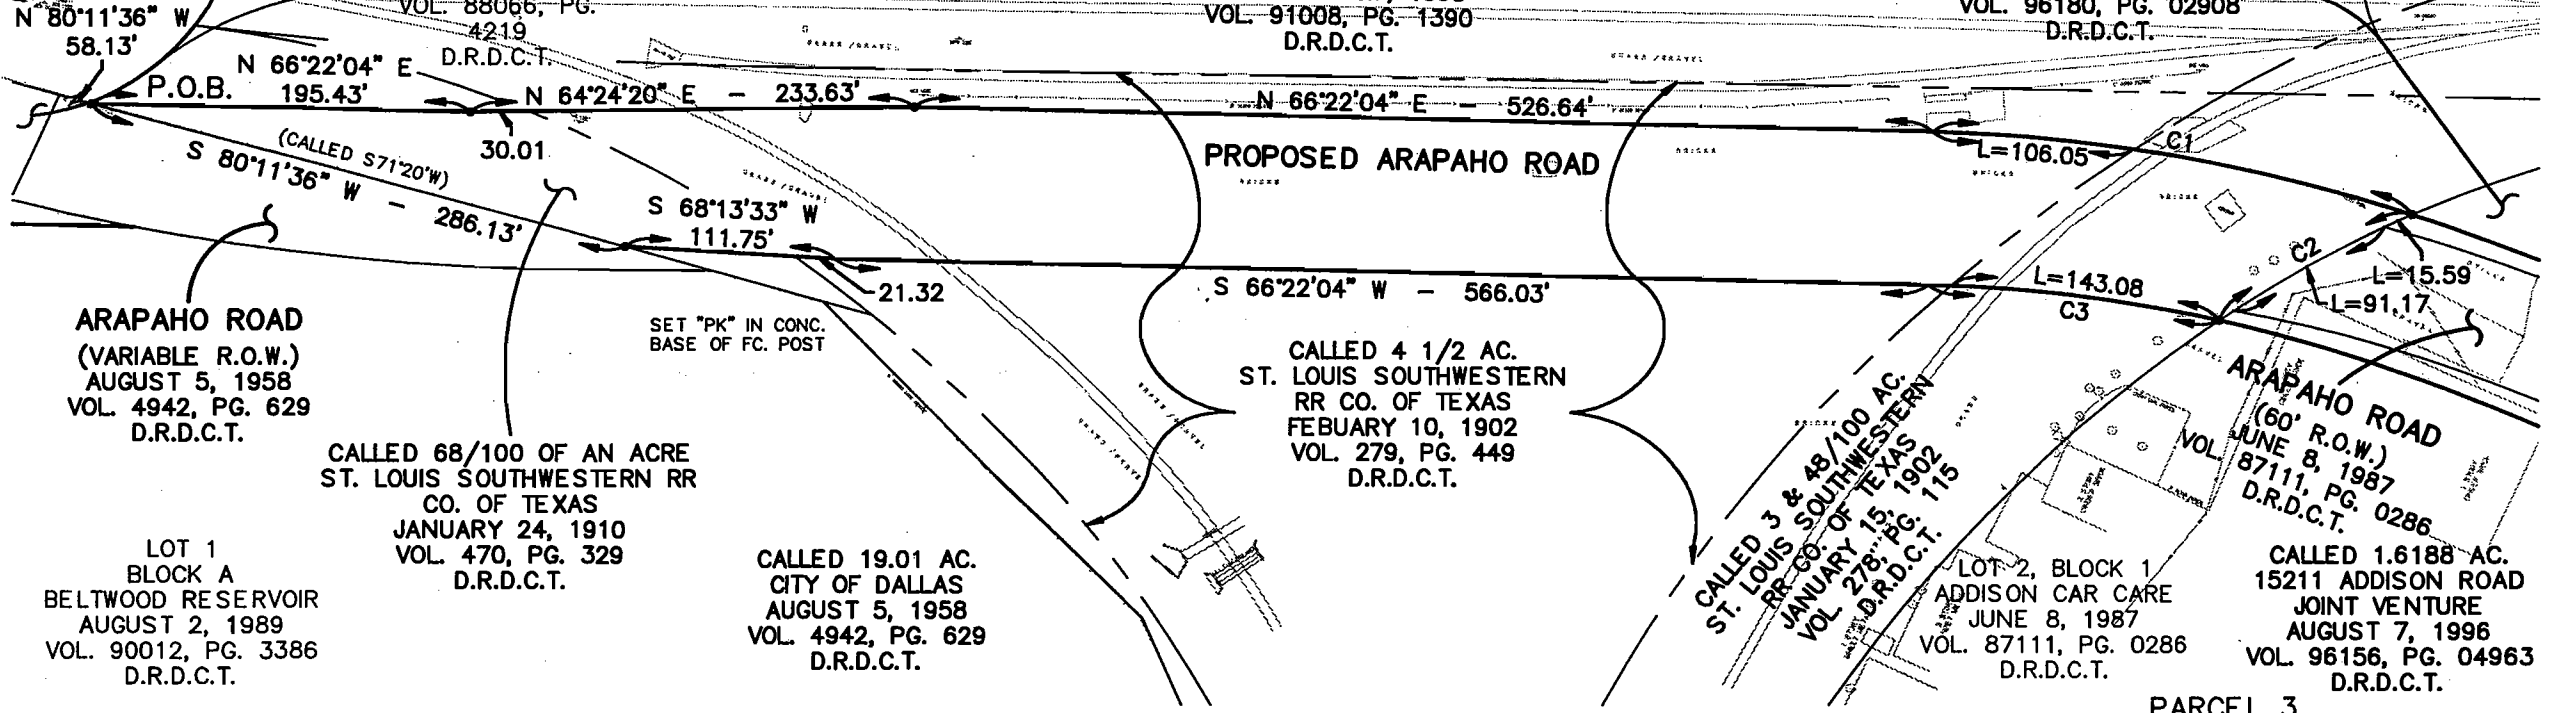 N 80°11'36" W
58.13'
VOL. 88066, PG.
4219
D.R.D.C.T.
VOL. 91008, PG. 1390
D.R.D.C.T.
VOL. 96180, PG. 02908
D.R.D.C.T.
P.O.B.
N 66°22'04" E
195.43'
N 64°24'20" E - 233.63'
N 66°22'04" E - 526.64'
30.01
(CALLED S71°20'W)
S 80°11'36" W - 286.13'
PROPOSED ARAPAHO ROAD
L=106.05
C1
S 68°13'33" W
111.75'
21.32
S 66°22'04" W - 566.03'
L=143.08
C3
C2
L=15.59
L=91.17
ARAPAHO ROAD
(VARIABLE R.O.W.)
AUGUST 5, 1958
VOL. 4942, PG. 629
D.R.D.C.T.
SET "PK" IN CONC.
BASE OF FC. POST
CALLED 4 1/2 AC.
ST. LOUIS SOUTHWESTERN
RR CO. OF TEXAS
FEBUARY 10, 1902
VOL. 279, PG. 449
D.R.D.C.T.
CALLED 68/100 OF AN ACRE
ST. LOUIS SOUTHWESTERN RR
CO. OF TEXAS
JANUARY 24, 1910
VOL. 470, PG. 329
D.R.D.C.T.
LOT 1
BLOCK A
BELTWOOD RESERVOIR
AUGUST 2, 1989
VOL. 90012, PG. 3386
D.R.D.C.T.
CALLED 19.01 AC.
CITY OF DALLAS
AUGUST 5, 1958
VOL. 4942, PG. 629
D.R.D.C.T.
CALLED 3 & 48/100 AC.
ST. LOUIS SOUTHWESTERN
RR CO. OF TEXAS
JANUARY 15, 1902
VOL. 278, PG. 115
D.R.D.C.T.
ARAPAHO ROAD
(60' R.O.W.)
JUNE 8, 1987
VOL. 87111, PG. 0286
D.R.D.C.T.
LOT 2, BLOCK 1
ADDISON CAR CARE
JUNE 8, 1987
VOL. 87111, PG. 0286
D.R.D.C.T.
CALLED 1.6188 AC.
15211 ADDISON ROAD
JOINT VENTURE
AUGUST 7, 1996
VOL. 96156, PG. 04963
D.R.D.C.T.
PARCEL 3